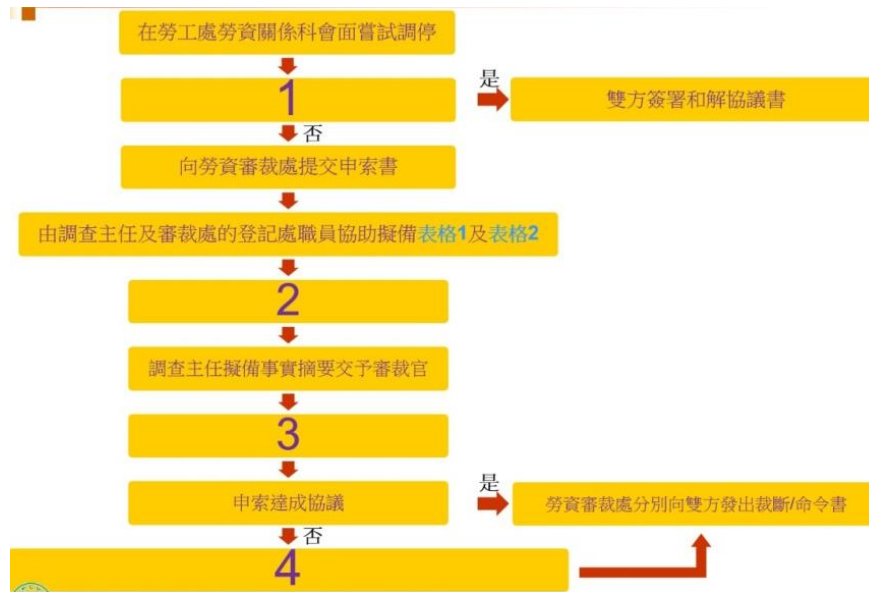 在勞工處勞資關係科會面嘗試調停
1
是
雙方簽署和解協議書
否
向勞資審裁處提交申索書
由調查主任及審裁處的登記處職員協助擬備表格1及表格2
2
調查主任擬備事實摘要交予審裁官
3
申索達成協議
是
勞資審裁處分別向雙方發出裁斷/命令書
否
4